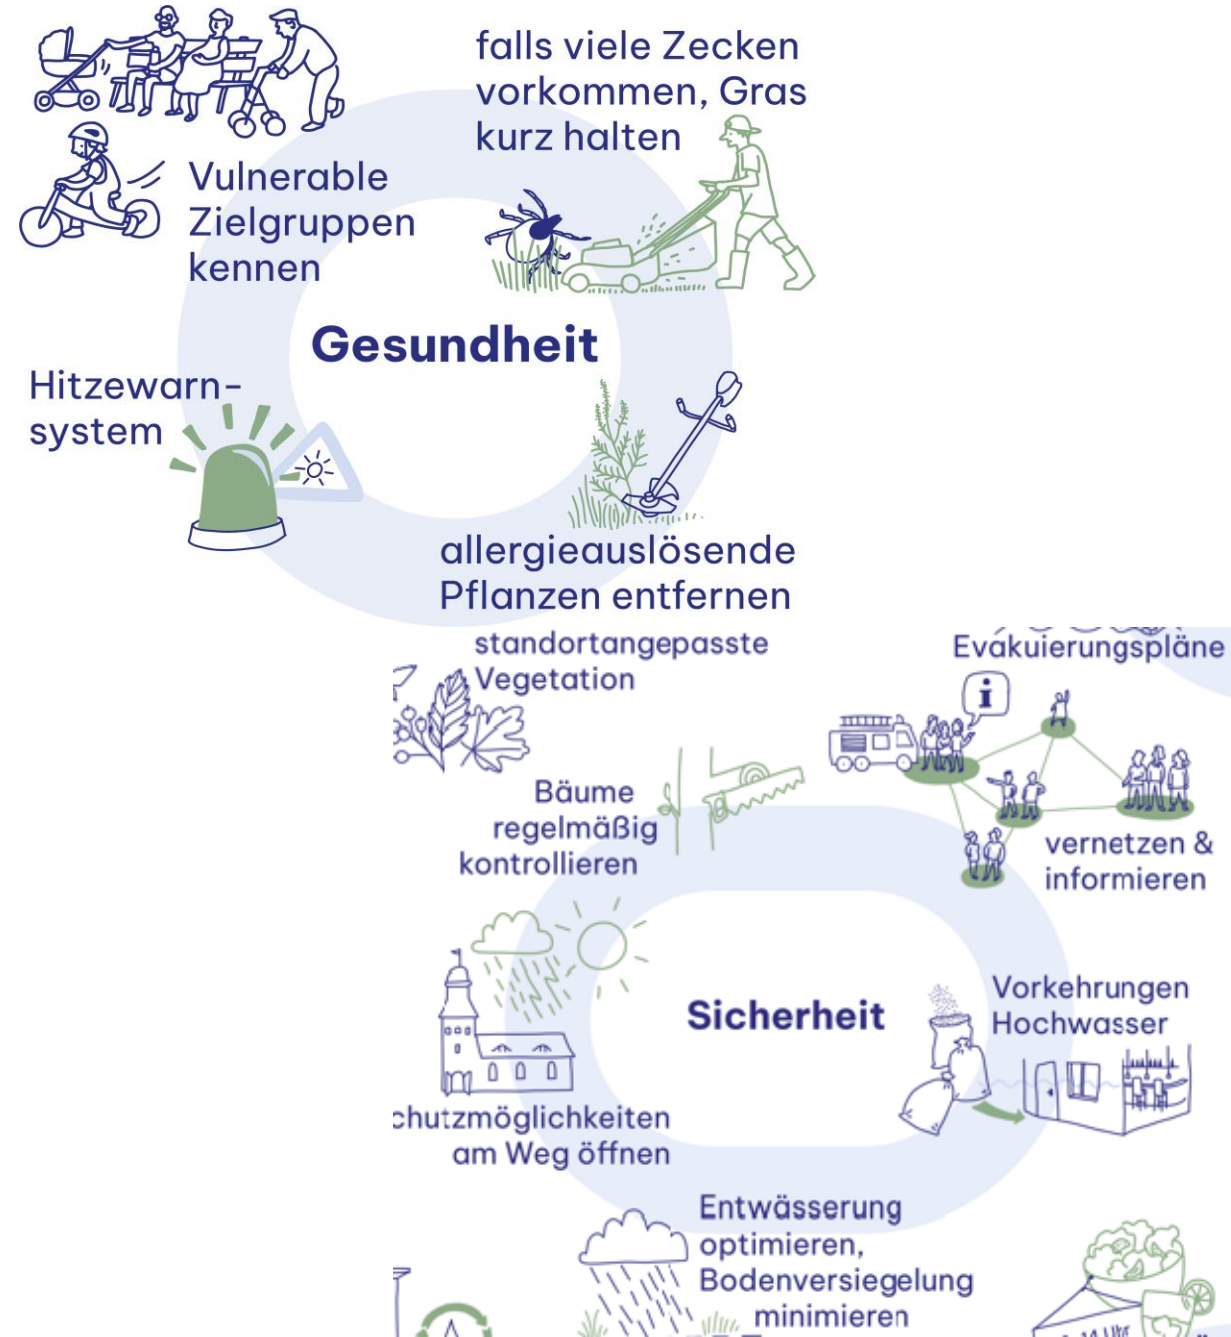 falls viele Zecken
vorkommen, Gras
kurz halten
Vulnerable
Zielgruppen
kennen
Gesundheit
Hitzewarn-
system
allergieauslösende
Pflanzen entfernen
standortangepasste
Vegetation
Evakuierungspläne
i
Bäume
regelmäßig
kontrollieren
vernetzen &
informieren
Sicherheit
Vorkehrungen
Hochwasser
chutzmöglichkeiten
am Weg öffnen
Entwässerung
optimieren,
Bodenversiegelung
minimieren